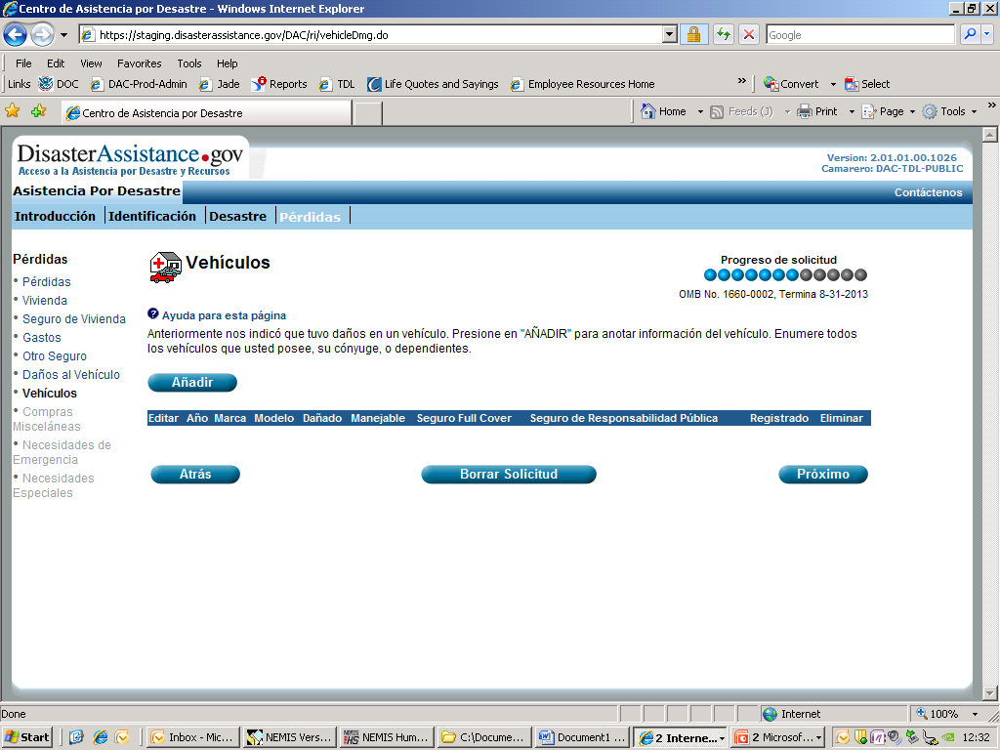 Centro de Asistencia por Desastre - Windows Internet Explorer
https://staging.disasterassistance.gov/DAC/ri/vehicleDmg.do
Google
File Edit View Favorites Tools Help
Links DOC DAC-Prod-Admin Jade Reports TDL Life Quotes and Sayings Employee Resources Home » Convert Select
Centro de Asistencia por Desastre
Home Feeds (J) Print Page Tools »
DisasterAssistance.gov
Acceso a la Asistencia por Desastre y Recursos
Version: 2.01.01.00.1026
Camarero: DAC-TDL-PUBLIC
Asistencia Por Desastre
Contáctenos
Introducción Identificación Desastre Pérdidas
Pérdidas
• Pérdidas
• Vivienda
• Seguro de Vivienda
• Gastos
• Otro Seguro
• Daños al Vehículo
• Vehículos
• Compras
Misceláneas
• Necesidades de
Emergencia
• Necesidades
Especiales
Vehículos
Progreso de solicitud
OMB No. 1660-0002, Termina 8-31-2013
? Ayuda para esta página
Anteriormente nos indicó que tuvo daños en un vehículo. Presione en "AÑADIR" para anotar información del vehículo. Enumere todos
los vehículos que usted posee, su cónyuge, o dependientes.
Añadir
Editar Año Marca Modelo Dañado Manejable Seguro Full Cover Seguro de Responsabilidad Pública Registrado Eliminar
Atrás Borrar Solicitud Próximo
Done
Internet
100%
Start
Inbox - Mic...
NEMIS Vers...
NEMIS Hum...
C:\Docume...
Document1 ...
2 Interne...
2 Microsof...
12:32